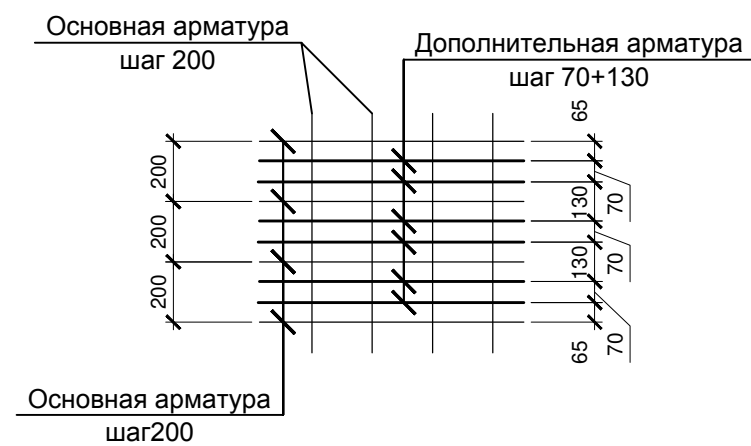 Основная арматура
шаг 200
Дополнительная арматура
шаг 70+130
65
200
130
70
200
130
70
200
65
70
Основная арматура
шаг200